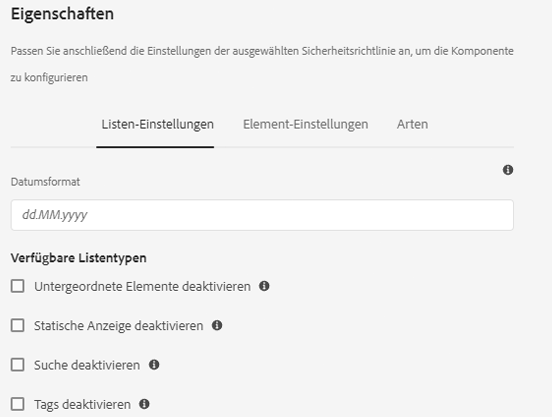 Eigenschaften
Passen Sie anschließend die Einstellungen der ausgewählten Sicherheitsrichtlinie an, um die Komponente
zu konfigurieren
Listen-Einstellungen Element-Einstellungen Arten
Datumsformat
dd.MM.yyyy
Verfügbare Listentypen
Untergeordnete Elemente deaktivieren
Statische Anzeige deaktivieren
Suche deaktivieren
Tags deaktivieren